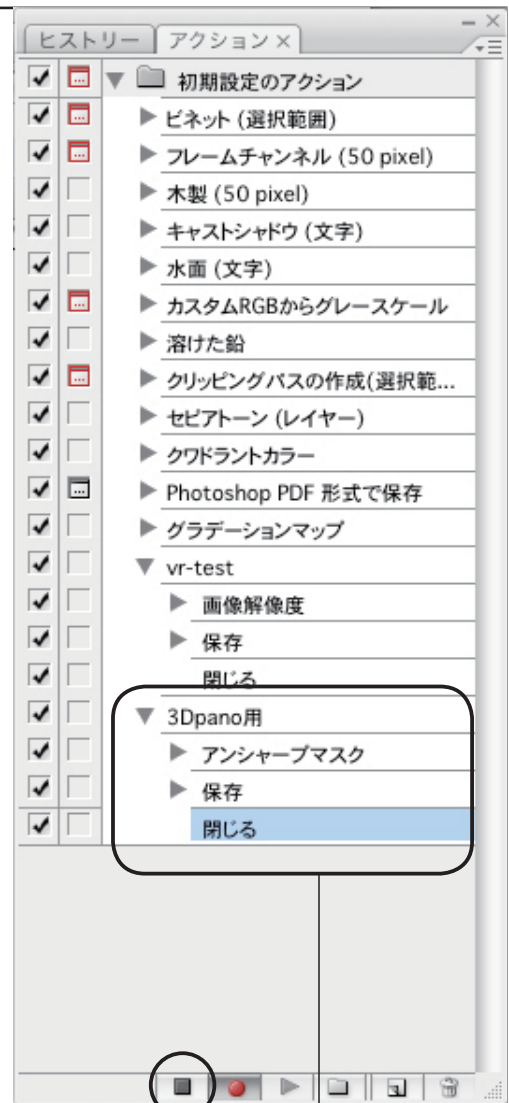 ヒストリー アクション ×
初期設定のアクション
ビネット (選択範囲)
フレームチャンネル (50 pixel)
木製 (50 pixel)
キャストシャドウ (文字)
水面 (文字)
カスタムRGBからグレースケール
溶けた鉛
クリッピングパスの作成(選択範...
セピアトーン (レイヤー)
クワドラントカラー
Photoshop PDF 形式で保存
グラデーションマップ
vr-test
画像解像度
保存
閉じる
3Dpano用
アンシャープマスク
保存
閉じる